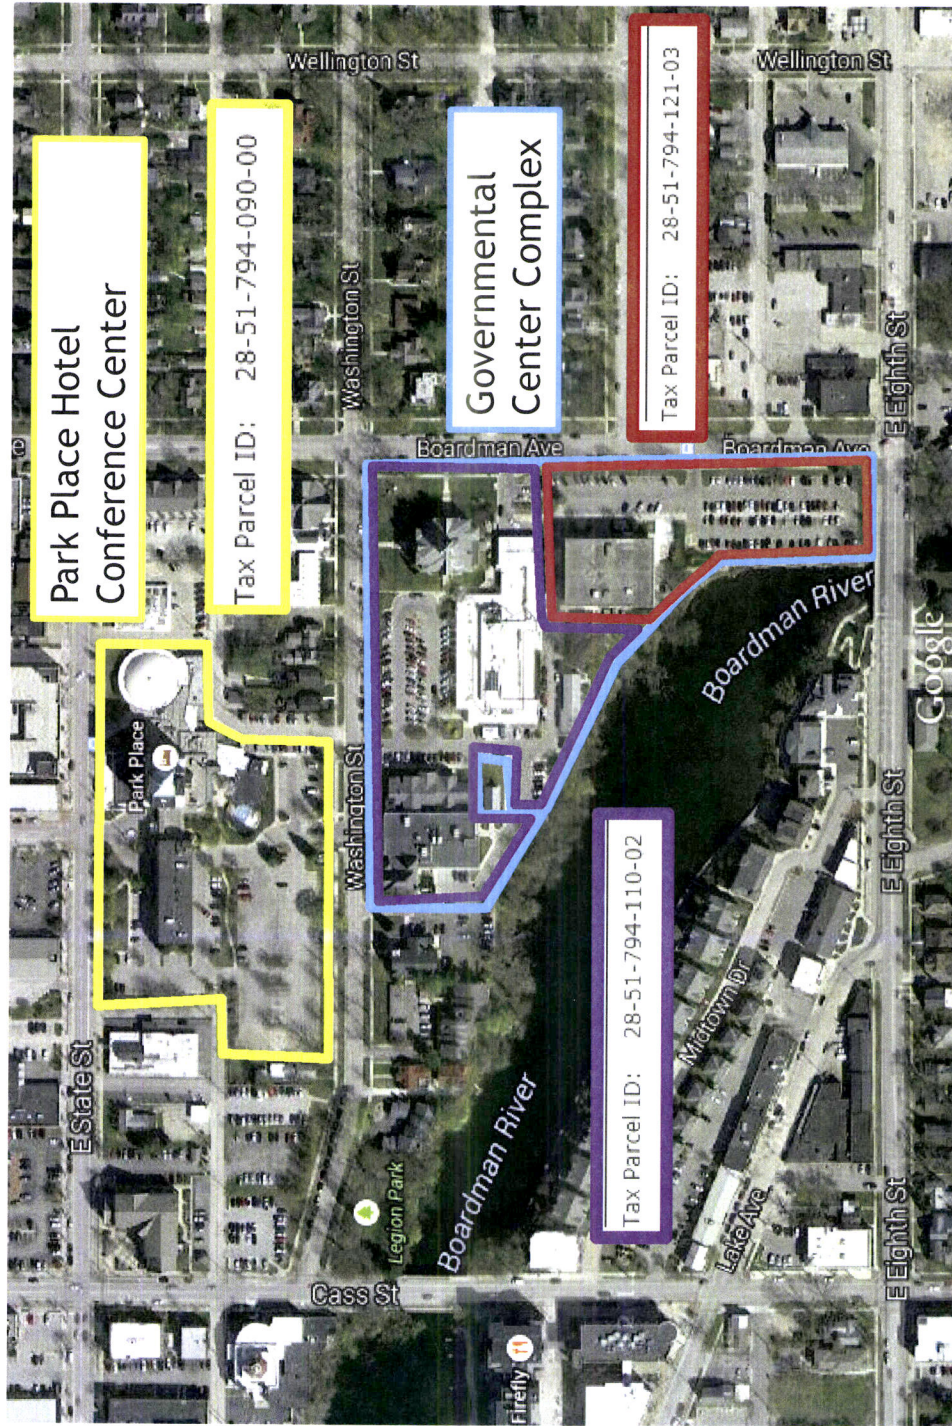 Park Place Hotel
Conference Center
Tax Parcel ID: 28-51-794-090-00
Governmental
Center Complex
Tax Parcel ID: 28-51-794-121-03
Tax Parcel ID: 28-51-794-110-02
E State St
Park Place
Washington St
Washington St
Wellington St
Wellington St
Boardman Ave
Boardman Ave
Legion Park
Cass St
Boardman River
Boardman River
Firefly
Midtown Dr
Lake Ave
E Eighth St
E Eighth St
E Eighth St
Google